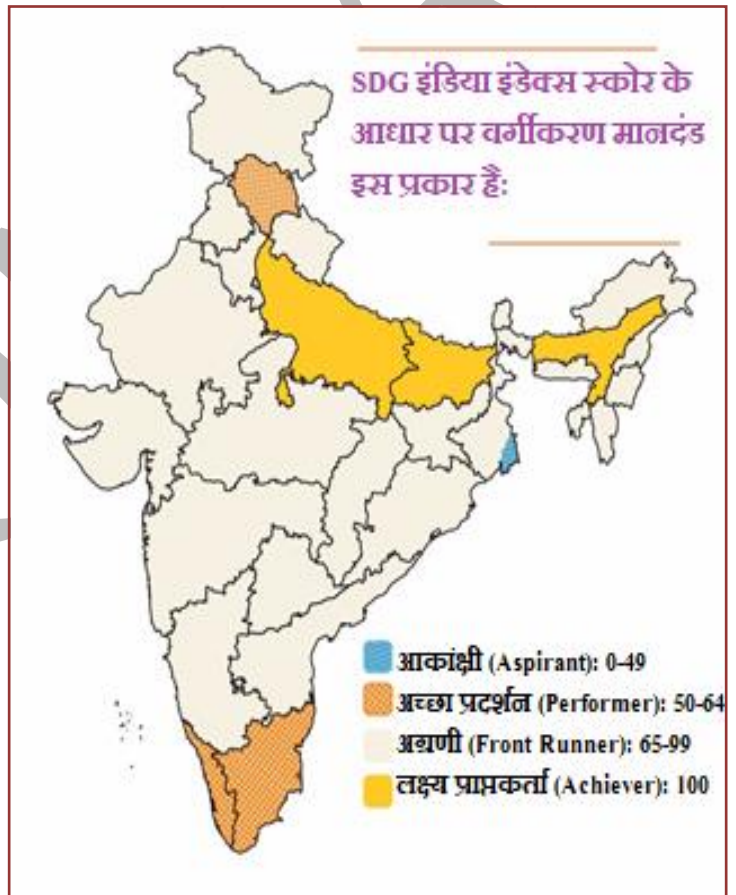 SDG इंडिया इंडेक्स स्कोर के
आधार पर वर्गीकरण मानदंड
इस प्रकार हैं:
आकांक्षी (Aspirant): 0-49
अच्छा प्रदर्शन (Performer): 50-64
अग्रणी (Front Runner): 65-99
लक्ष्य प्राप्तकर्ता (Achiever): 100